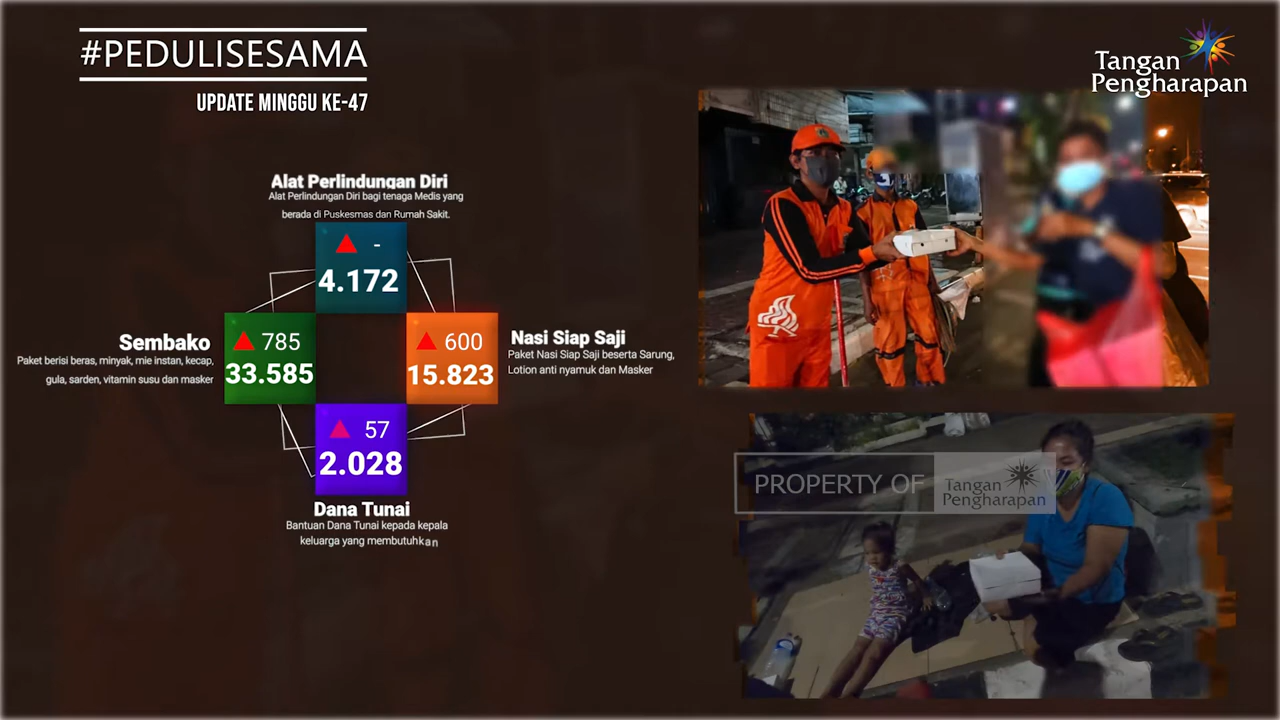 #PEDULISESAMA
UPDATE MINGGU KE-47
Tangan
Pengharapan
Alat Perlindungan Diri
Alat Perlindungan Diri bagi tenaga Medis yang
berada di Puskesmas dan Rumah Sakit.
-
4.172
Sembako
Paket berisi beras, minyak, mie instan, kecap,
gula, sarden, vitamin susu dan masker
785
33.585
600
15.823
Nasi Siap Saji
Paket Nasi Siap Saji beserta Sarung,
Lotion anti nyamuk dan Masker
57
2.028
Dana Tunai
Bantuan Dana Tunai kepada kepala
keluarga yang membutuhkan
PROPERTY OF
Tangan
Pengharapan